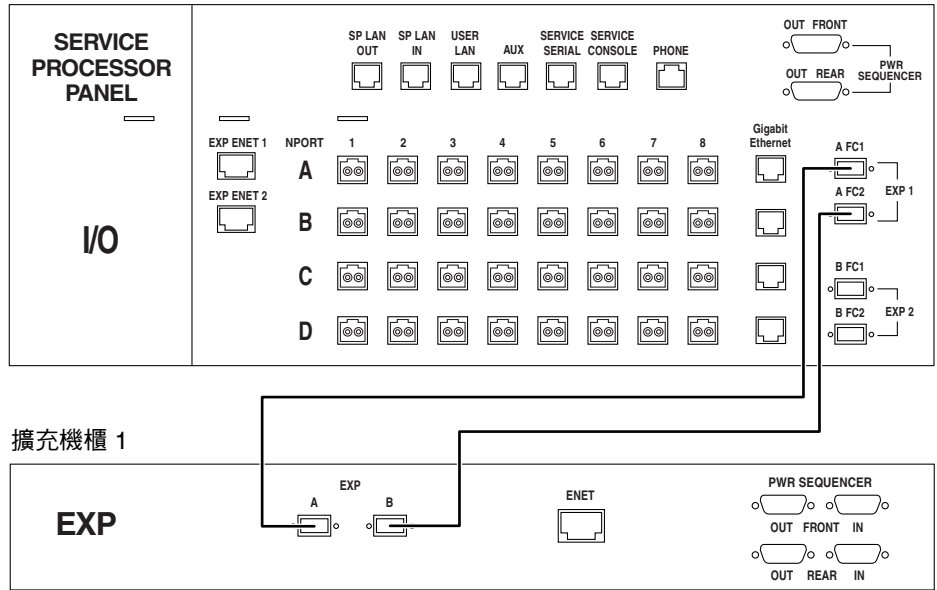 SERVICE
PROCESSOR
PANEL
I/O
SP LAN
OUT
SP LAN
IN
USER
LAN
AUX
SERVICE
SERIAL
SERVICE
CONSOLE
PHONE
OUT FRONT
OUT REAR
PWR
SEQUENCER
EXP ENET 1
EXP ENET 2
NPORT 1 2 3 4 5 6 7 8
Gigabit
Ethernet
A
B
C
D
A FC1
A FC2
EXP 1
B FC1
B FC2
EXP 2
擴充機櫃 1
EXP
EXP
A B
ENET
PWR SEQUENCER
OUT FRONT IN
OUT REAR IN